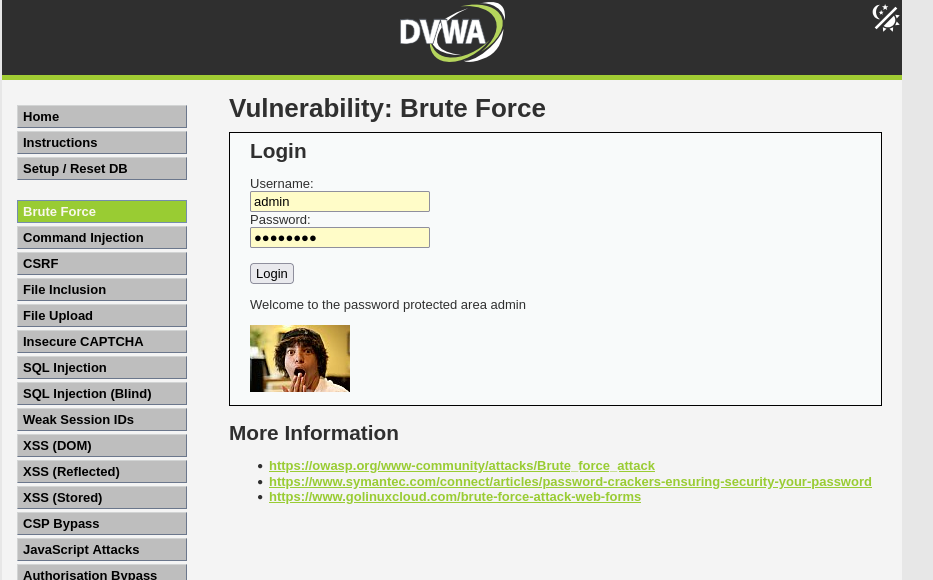 DVWA
Home
Instructions
Setup / Reset DB
Brute Force
Command Injection
CSRF
File Inclusion
File Upload
Insecure CAPTCHA
SQL Injection
SQL Injection (Blind)
Weak Session IDs
XSS (DOM)
XSS (Reflected)
XSS (Stored)
CSP Bypass
JavaScript Attacks
Authorisation Bypass
Vulnerability: Brute Force
Login
Username:
admin
Password:
●●●●●●●●
Login
Welcome to the password protected area admin
More Information
• https://owasp.org/www-community/attacks/Brute_force_attack
• https://www.symantec.com/connect/articles/password-crackers-ensuring-security-your-password
• https://www.golinuxcloud.com/brute-force-attack-web-forms